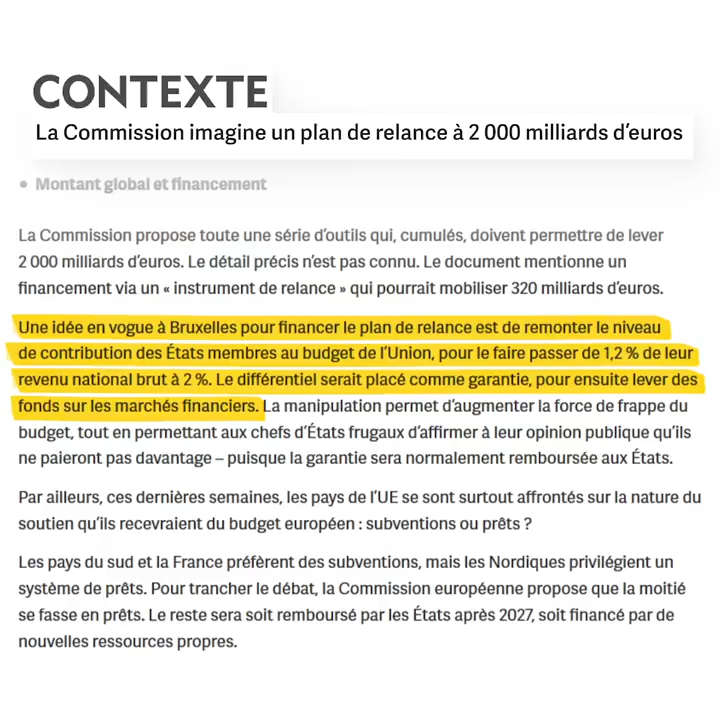 CONTEXTE
La Commission imagine un plan de relance à 2 000 milliards d'euros
• Montant global et financement
La Commission propose toute une série d'outils qui, cumulés, doivent permettre de lever
2 000 milliards d'euros. Le détail précis n'est pas connu. Le document mentionne un
financement via un « instrument de relance » qui pourrait mobiliser 320 milliards d'euros.
Une idée en vogue à Bruxelles pour financer le plan de relance est de remonter le niveau
de contribution des États membres au budget de l'Union, pour le faire passer de 1,2 % de leur
revenu national brut à 2 %. Le différentiel serait placé comme garantie, pour ensuite lever des
fonds sur les marchés financiers. La manipulation permet d'augmenter la force de frappe du
budget, tout en permettant aux chefs d'États frugaux d'affirmer à leur opinion publique qu'ils
ne paieront pas davantage – puisque la garantie sera normalement remboursée aux États.
Par ailleurs, ces dernières semaines, les pays de l'UE se sont surtout affrontés sur la nature du
soutien qu'ils recevraient du budget européen : subventions ou prêts ?
Les pays du sud et la France préfèrent des subventions, mais les Nordiques privilégient un
système de prêts. Pour trancher le débat, la Commission européenne propose que la moitié
se fasse en prêts. Le reste sera soit remboursé par les États après 2027, soit financé par de
nouvelles ressources propres.